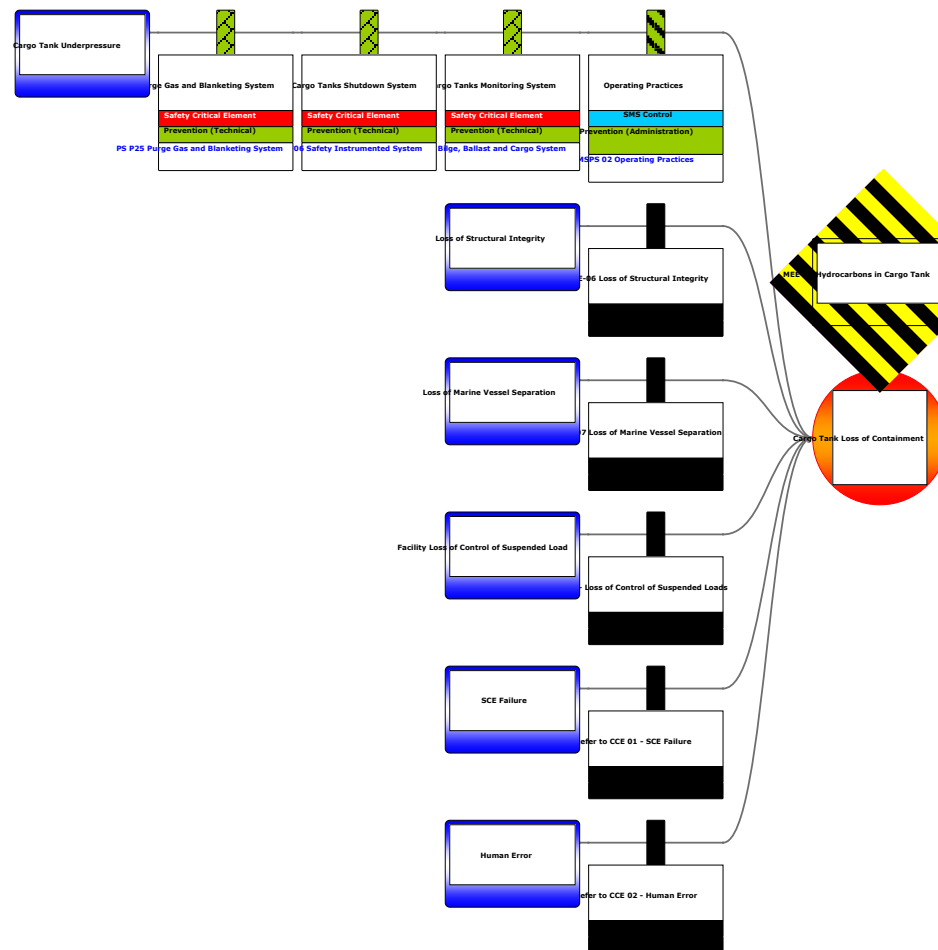 Cargo Tank Underpressure
rge Gas and Blanketing System
Cargo Tanks Shutdown System
rgo Tanks Monitoring System
Operating Practices
Safety Critical Element
Safety Critical Element
Safety Critical Element
SMS Control
Prevention (Technical)
Prevention (Technical)
Prevention (Technical)
Prevention (Administration)
PS P25 Purge Gas and Blanketing System
06 Safety Instrumented System
Bilge, Ballast and Cargo System
MSPS 02 Operating Practices
Loss of Structural Integrity
E-06 Loss of Structural Integrity
MEE
Hydrocarbons in Cargo Tank
Loss of Marine Vessel Separation
7 Loss of Marine Vessel Separation
Cargo Tank Loss of Containment
Facility Loss of Control of Suspended Load
- Loss of Control of Suspended Loads
SCE Failure
efer to CCE 01 - SCE Failure
Human Error
efer to CCE 02 - Human Error